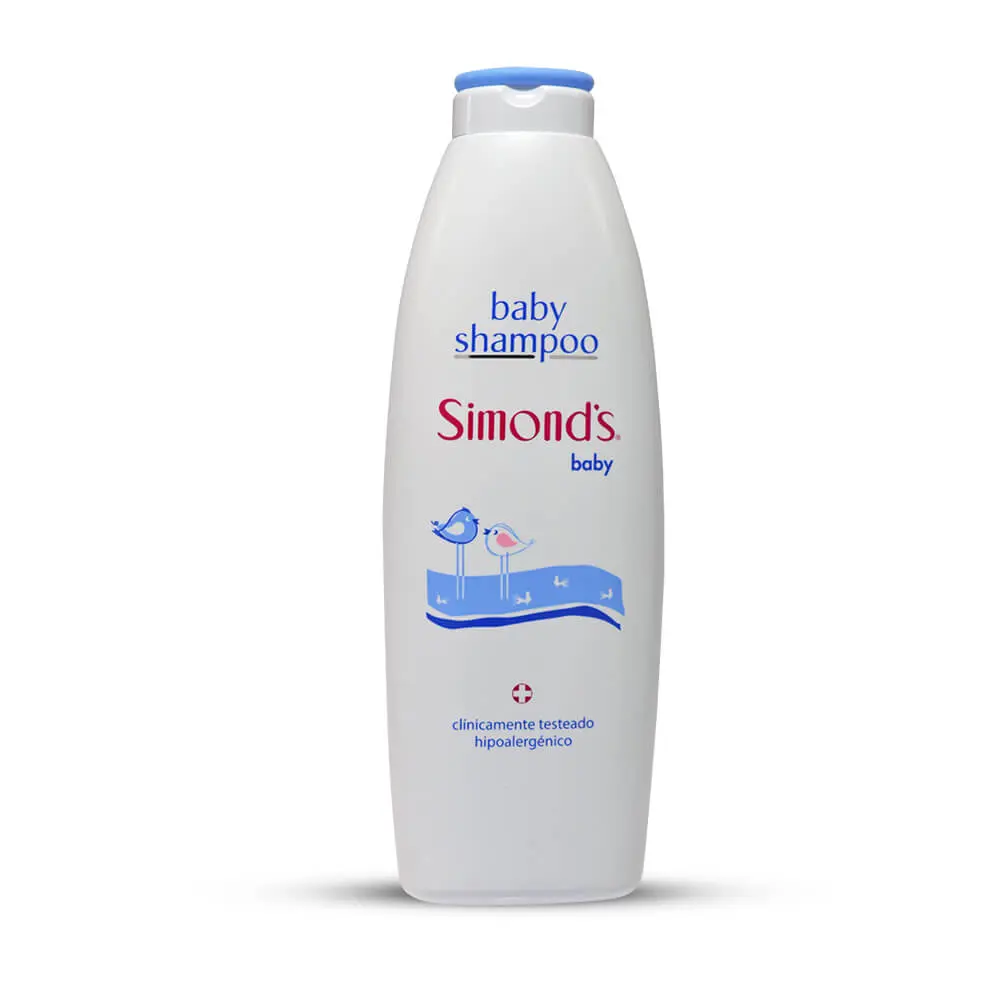 baby
shampoo
Simond's®
baby
clínicamente testeado
hipoalergénico